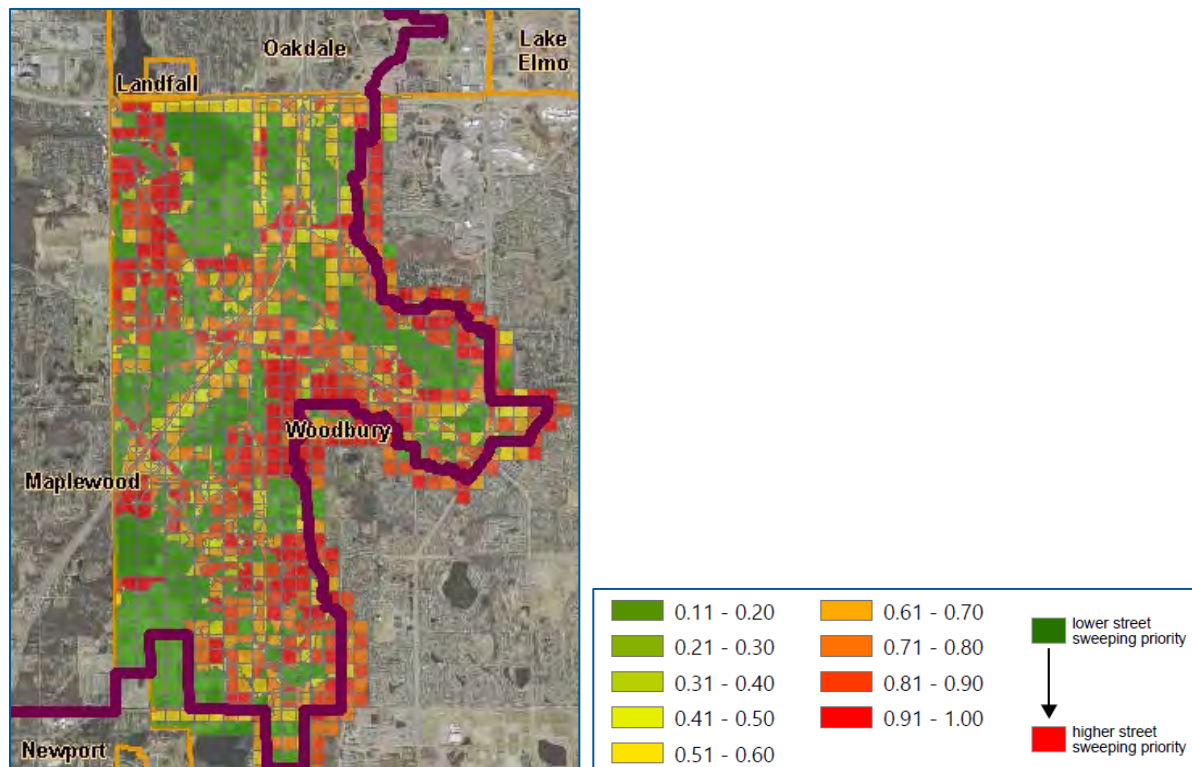 Oakdale
Lake
Elmo
Landfall
Woodbury
Maplewood
Newport
0.11 - 0.20
0.21 - 0.30
0.31 - 0.40
0.41 - 0.50
0.51 - 0.60
0.61 - 0.70
0.71 - 0.80
0.81 - 0.90
0.91 - 1.00
lower street
sweeping priority
higher street
sweeping priority